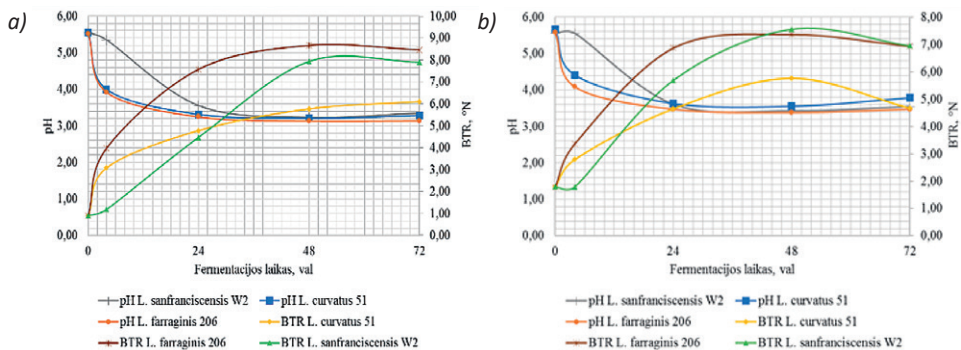 a)
6,00
5,00
4,00
3,00
2,00
1,00
0,00
pH
10,00
9,00
8,00
7,00
6,00
5,00
4,00
3,00
2,00
1,00
0,00
BTR, °N
0
24
48
72
Fermentacijos laikas, val
pH L. sanfranciscensis W2
pH L. curvatus 51
pH L. farraginis 206
BTR L. curvatus 51
BTR L. farraginis 206
BTR L. sanfranciscensis W2
b)
6,00
5,00
4,00
3,00
2,00
1,00
0,00
pH
8,00
7,00
6,00
5,00
4,00
3,00
2,00
1,00
0,00
BTR, °N
0
24
48
72
Fermentacijos laikas, val
pH L. sanfranciscensis W2
pH L. curvatus 51
pH L. farraginis 206
BTR L. curvatus 51
BTR L. farraginis 206
BTR L. sanfranciscensis W2